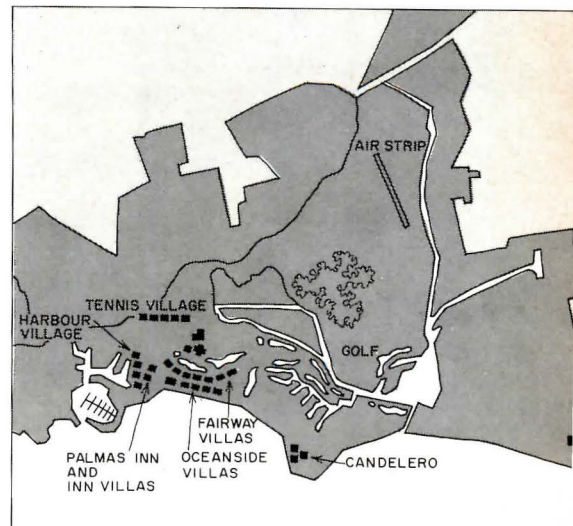 AIR STRIP
TENNIS VILLAGE
HARBOUR
VILLAGE
GOLF
FAIRWAY
VILLAS
OCEANSIDE
VILLAS
PALMAS INN
AND
INN VILLAS
CANDELERO